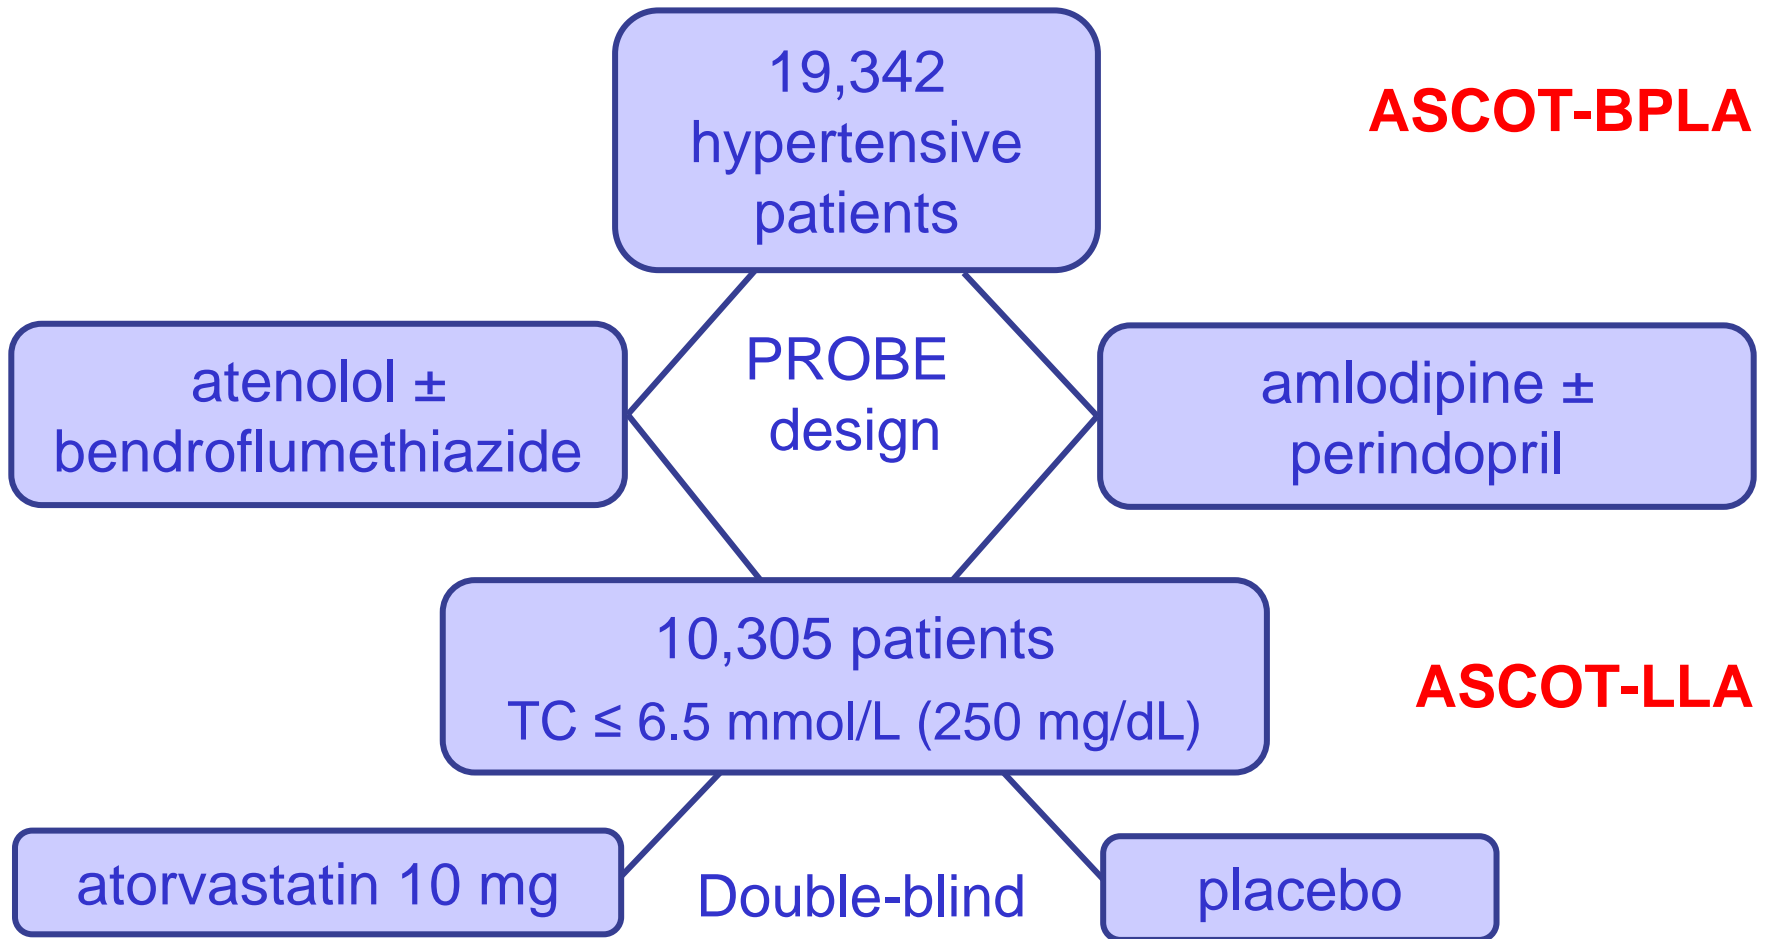 19,342
hypertensive
patients
ASCOT-BPLA
atenolol ±
bendroflumethiazide
PROBE
design
amlodipine ±
perindopril
10,305 patients
TC ≤ 6.5 mmol/L (250 mg/dL)
ASCOT-LLA
atorvastatin 10 mg
Double-blind
placebo